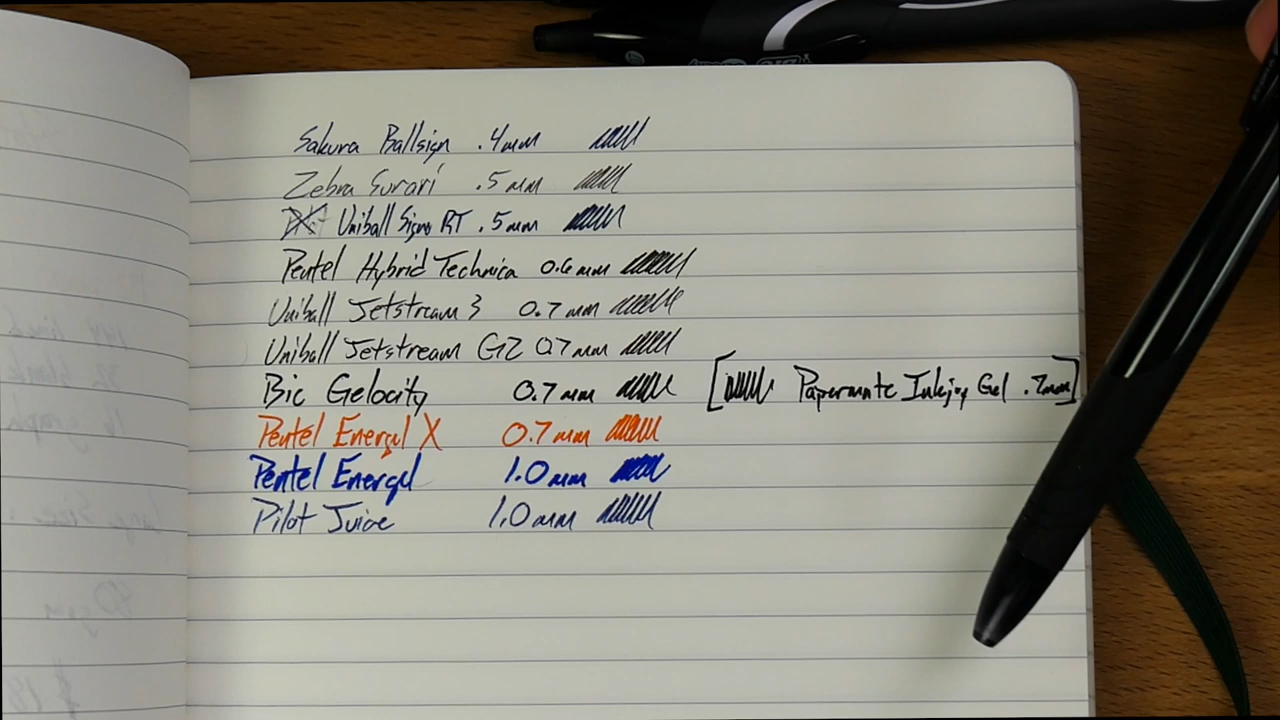 Sakura Ballsign .4mm
Zebra Surari .5mm
Uniball Signo RT .5mm
Pentel Hybrid Technica 0.6mm
Uniball Jetstream 3 0.7mm
Uniball Jetstream G2 0.7mm
Bic Gelocity 0.7mm [ Papermate Inkjoy Gel .7mm]
Pentel Energel X 0.7mm
Pentel Energel 1.0mm
Pilot Juice 1.0mm